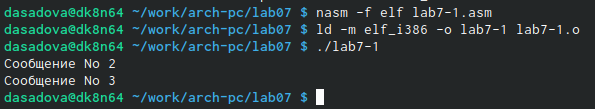 dasadova@dk8n64 ~/work/arch-pc/lab07 $ nasm -f elf lab7-1.asm
dasadova@dk8n64 ~/work/arch-pc/lab07 $ ld -m elf_i386 -o lab7-1 lab7-1.o
dasadova@dk8n64 ~/work/arch-pc/lab07 $ ./lab7-1
Сообщение No 2
Сообщение No 3
dasadova@dk8n64 ~/work/arch-pc/lab07 $